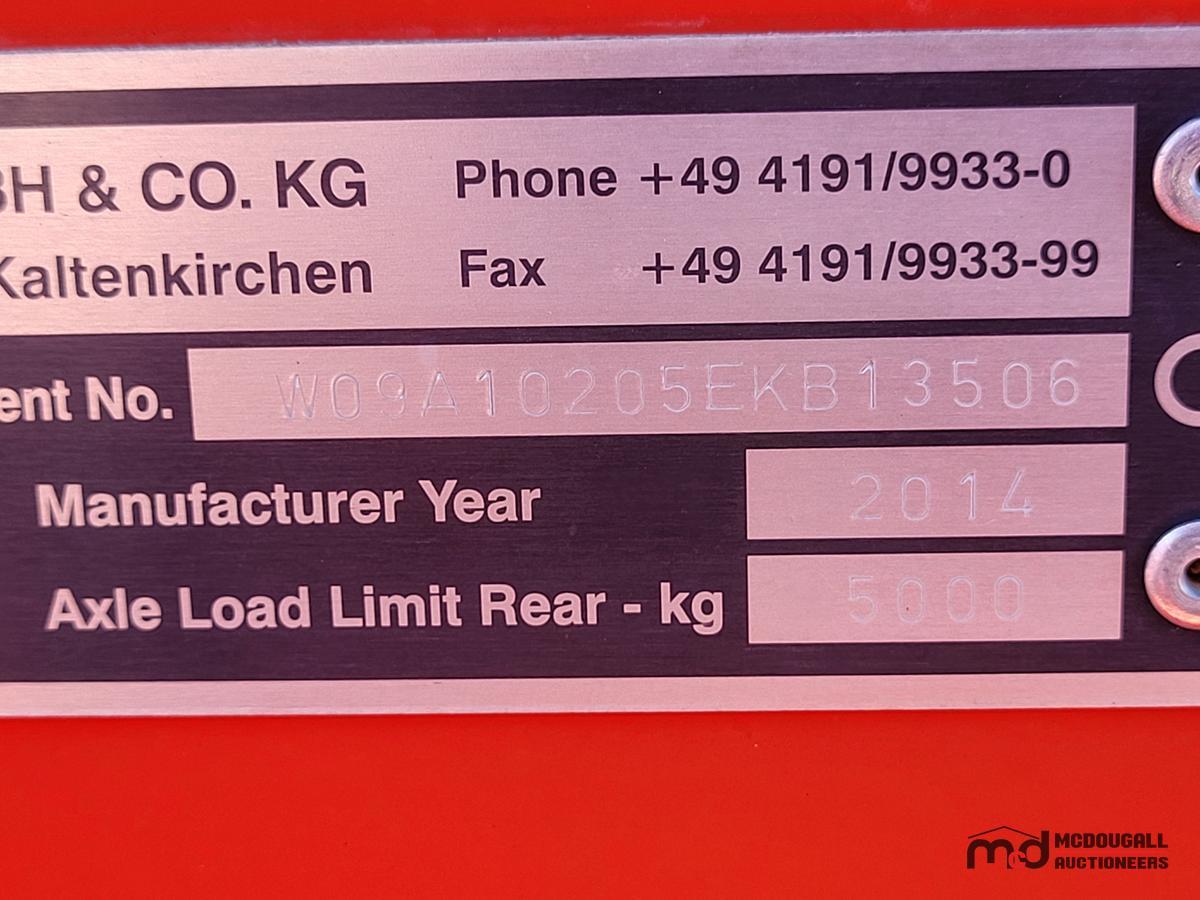 BH & CO. KG Phone +49 4191/9933-0
Kaltenkirchen Fax +49 4191/9933-99
ent No. W09A10205EKB13506
Manufacturer Year 2014
Axle Load Limit Rear - kg 5000
mcd MCDOUGALL
AUCTIONEERS